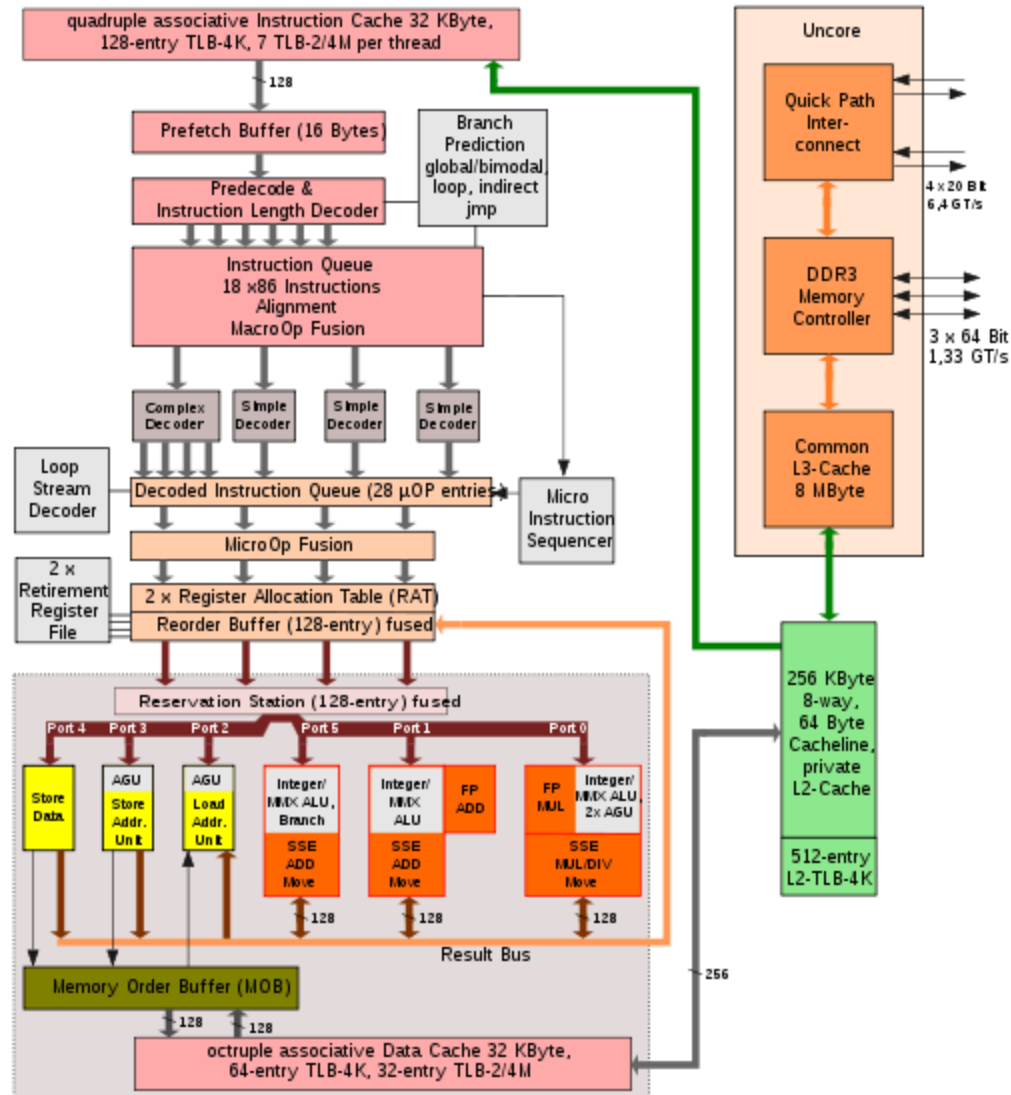 quadruple associative Instruction Cache 32 KByte,
128-entry TLB-4K, 7 TLB-2/4M per thread
128
Prefetch Buffer (16 Bytes)
Predecode &
Instruction Length Decoder
Branch
Prediction
global/bimodal,
loop, indirect
jmp
Instruction Queue
18 x86 Instructions
Alignment
MacroOp Fusion
Complex
Decoder
Simple
Decoder
Simple
Decoder
Simple
Decoder
Loop
Stream
Decoder
Decoded Instruction Queue (28 µOP entries)
Micro
Instruction
Sequencer
MicroOp Fusion
2 x
Retirement
Register
File
2 x Register Allocation Table (RAT)
Reorder Buffer (128-entry) fused
Reservation Station (128-entry) fused
Port 4
Port 3
Port 2
Port 5
Port 1
Port 0
Store
Data
AGU
Store
Addr.
Unit
AGU
Load
Addr.
Unit
Integer/
MMX ALU,
Branch
SSE
ADD
Move
Integer/
MMX
ALU
FP
ADD
SSE
ADD
Move
FP
MUL
Integer/
MMX ALU,
2x AGU
SSE
MUL/DIV
Move
128
128
128
Result Bus
Memory Order Buffer (MOB)
128
128
octruple associative Data Cache 32 KByte,
64-entry TLB-4K, 32-entry TLB-2/4M
256
Uncore
Quick Path
Inter-
connect
4 x 20 Bit
6,4 GT/s
DDR3
Memory
Controller
3 x 64 Bit
1,33 GT/s
Common
L3-Cache
8 MByte
256 KByte
8-way,
64 Byte
Cacheline,
private
L2-Cache
512-entry
L2-TLB-4K